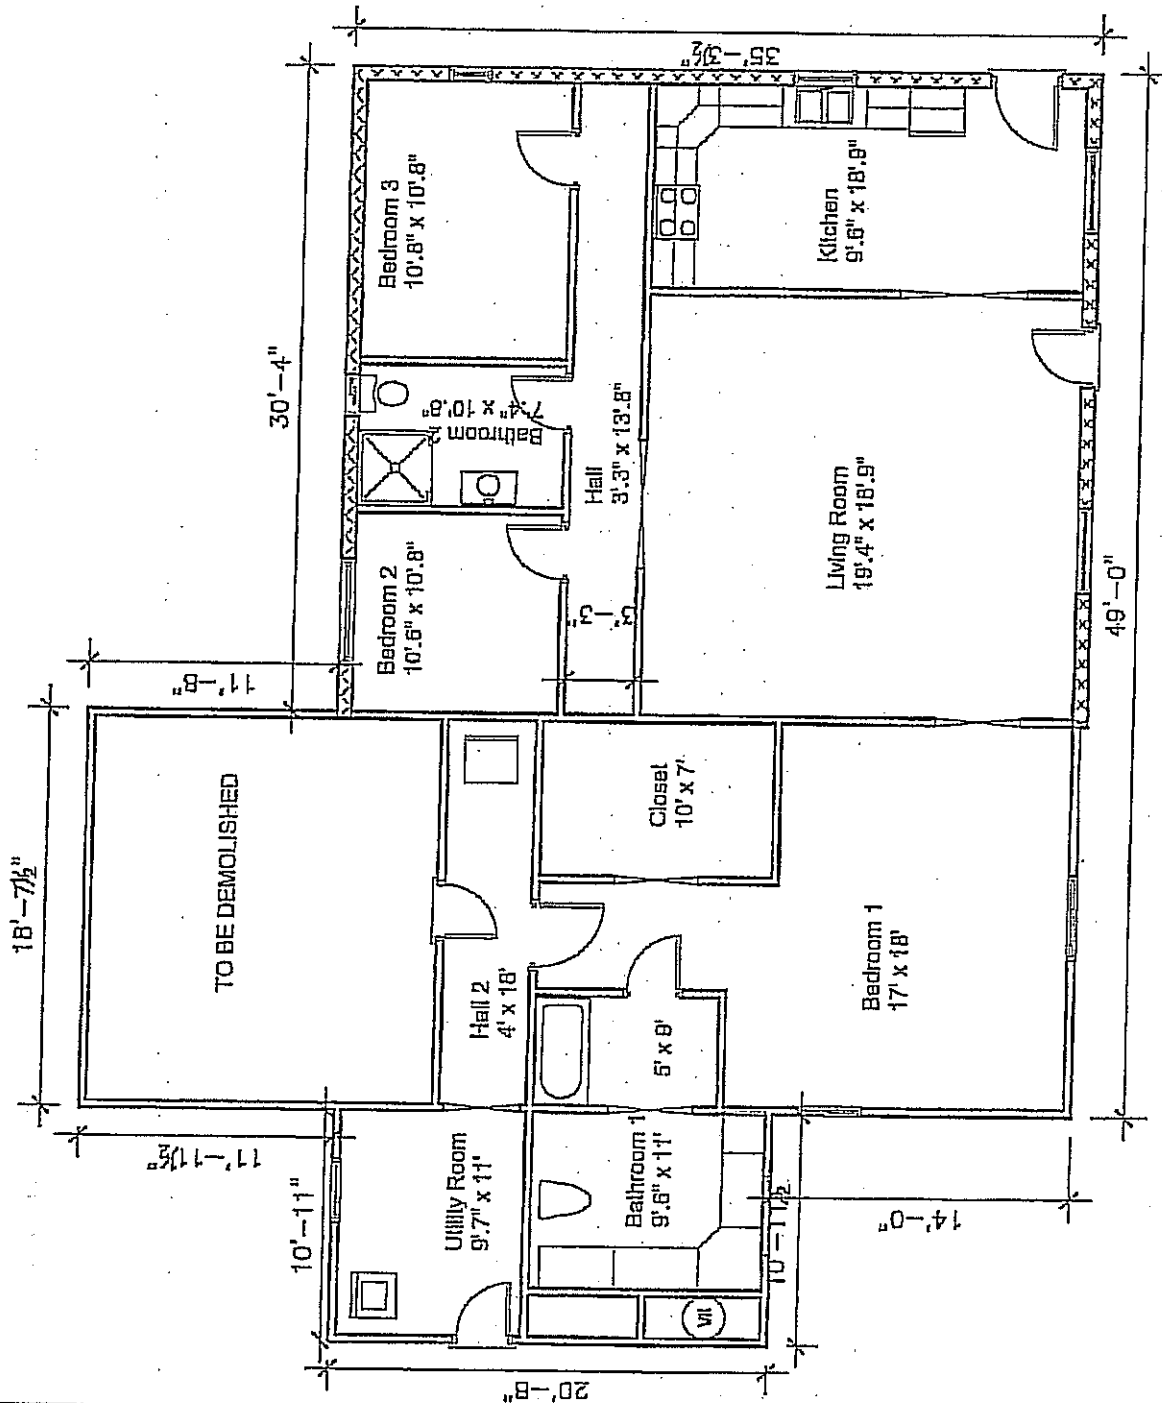 35'-3½"
30'-4"
Bedroom 3
10'.8" x 10'.8"
Kitchen
9'.6" x 18'.9"
Bathroom 2
7'.4" x 10'.8"
Hall
3'.3" x 13'.8"
Living Room
19'.4" x 18'.9"
Bedroom 2
10'.6" x 10'.8"
3'-3"
49'-0"
11'-8"
18'-7½"
TO BE DEMOLISHED
Closet
10' x 7'
Hall 2
4' x 18'
Bedroom 1
17' x 18'
5' x 9'
11'-11½"
10'-11"
Utility Room
9'.7" x 11'
Bathroom 1
9'.6" x 11'
10'-11½
14'-0"
20'-8"